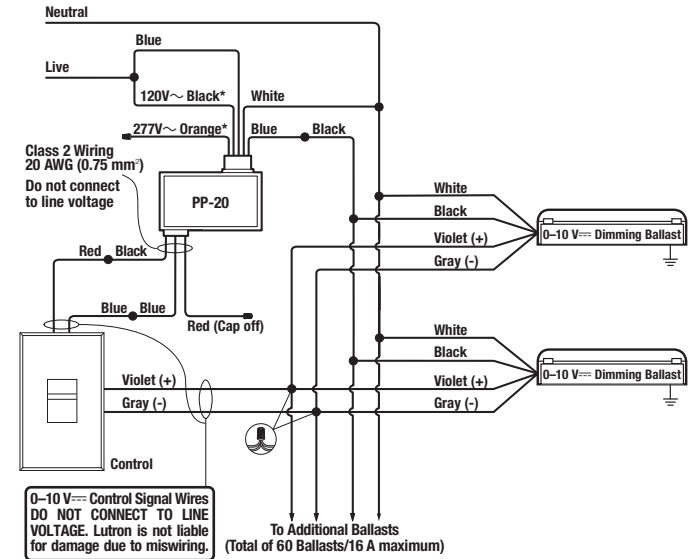 Neutral
Blue
Live
120V～ Black*
White
277V～ Orange*
Blue
Black
Class 2 Wiring
20 AWG (0.75 mm²)
Do not connect
to line voltage
PP-20
White
Black
Violet (+)
Gray (-)
0–10 V⎓ Dimming Ballast
Red
Black
Blue
Blue
Red (Cap off)
White
Black
Violet (+)
Gray (-)
0–10 V⎓ Dimming Ballast
Violet (+)
Gray (-)
Control
0–10 V⎓ Control Signal Wires
DO NOT CONNECT TO LINE
VOLTAGE. Lutron is not liable
for damage due to miswiring.
To Additional Ballasts
(Total of 60 Ballasts/16 A maximum)